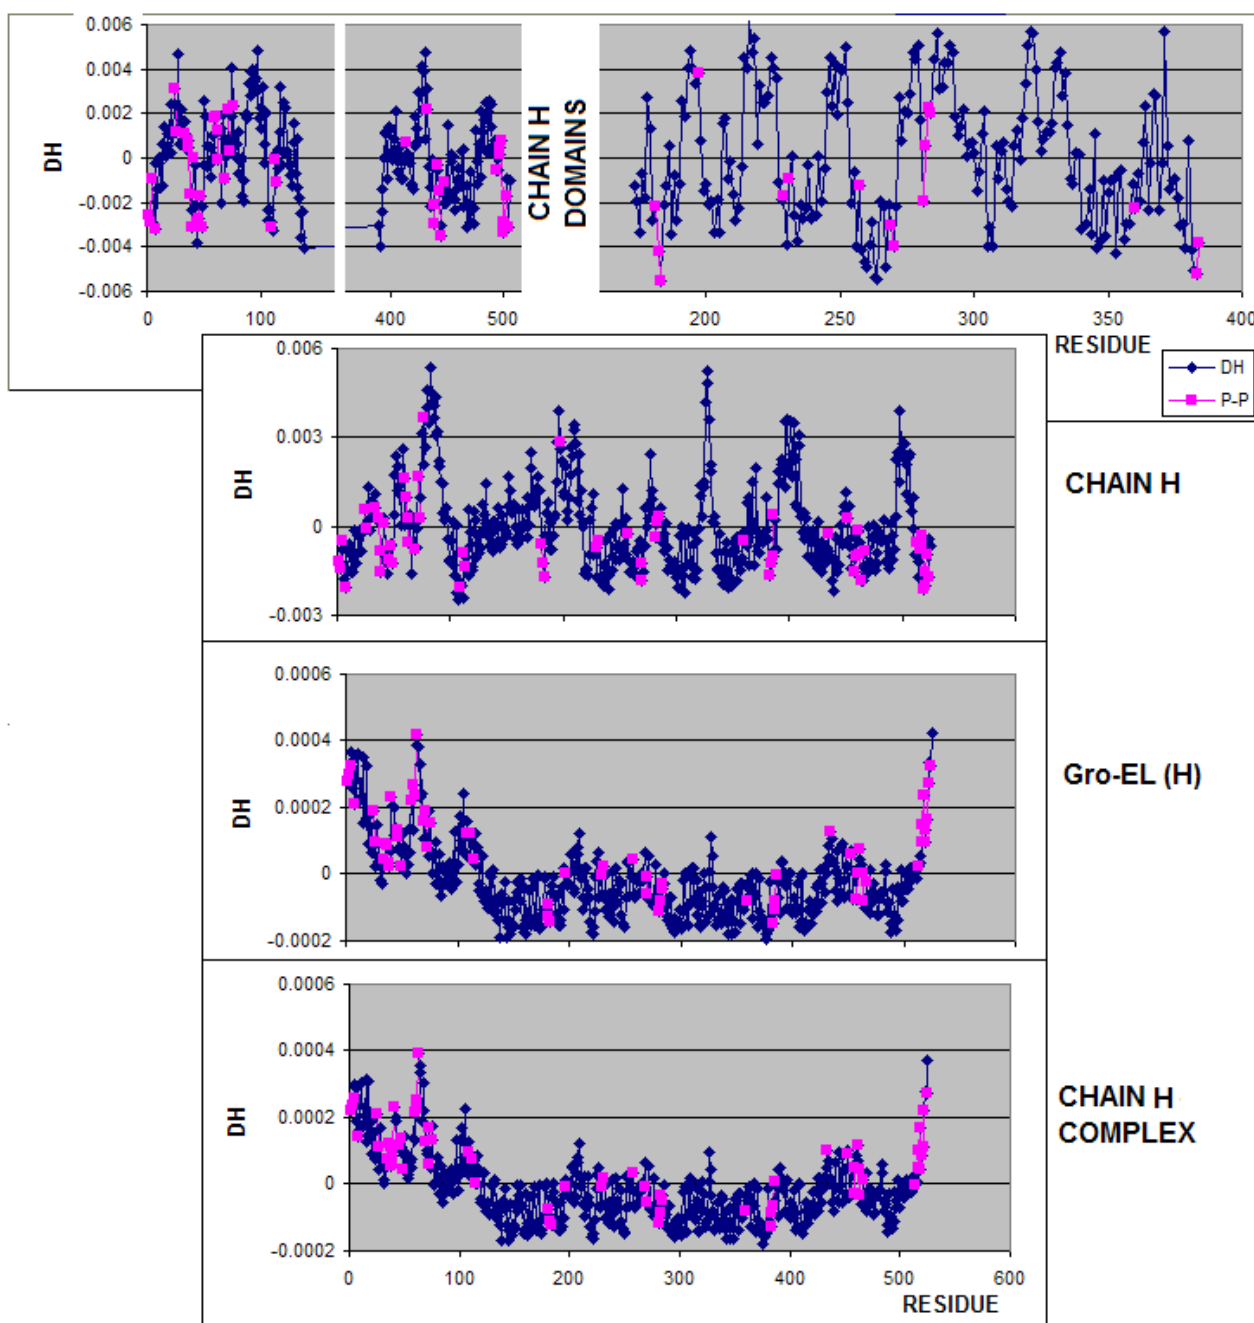 0.006
0.004
0.002
0
-0.002
-0.004
-0.006
DH
0 100 400 500
CHAIN H
DOMAINS
200 250 300 350 400
RESIDUE
DH
P-P
0.006
0.003
0
-0.003
DH
CHAIN H
0.0006
0.0004
0.0002
0
-0.0002
DH
Gro-EL (H)
0.0006
0.0004
0.0002
0
-0.0002
DH
CHAIN H
COMPLEX
0 100 200 300 400 500 600
RESIDUE